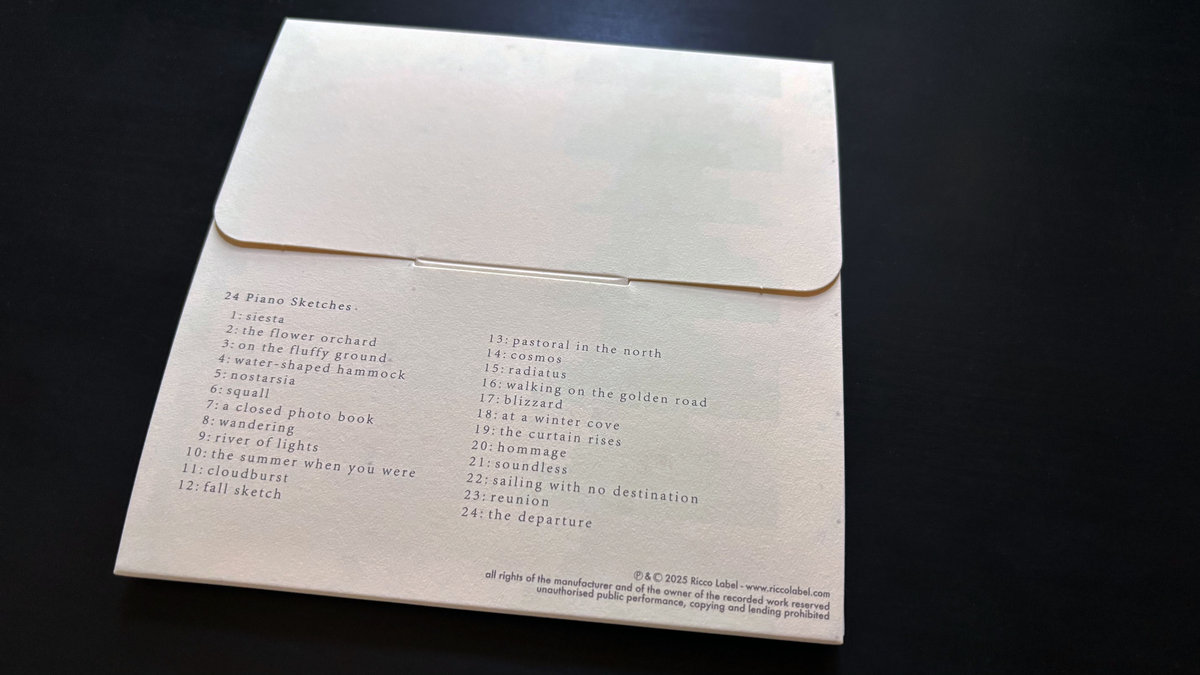 24 Piano Sketches
1: siesta
2: the flower orchard
3: on the fluffy ground
4: water-shaped hammock
5: nostarsia
6: squall
7: a closed photo book
8: wandering
9: river of lights
10: the summer when you were
11: cloudburst
12: fall sketch
13: pastoral in the north
14: cosmos
15: radiatus
16: walking on the golden road
17: blizzard
18: at a winter cove
19: the curtain rises
20: hommage
21: soundless
22: sailing with no destination
23: reunion
24: the departure
℗ & © 2025 Ricco Label - www.riccolabel.com
all rights of the manufacturer and of the owner of the recorded work reserved
unauthorised public performance, copying and lending prohibited